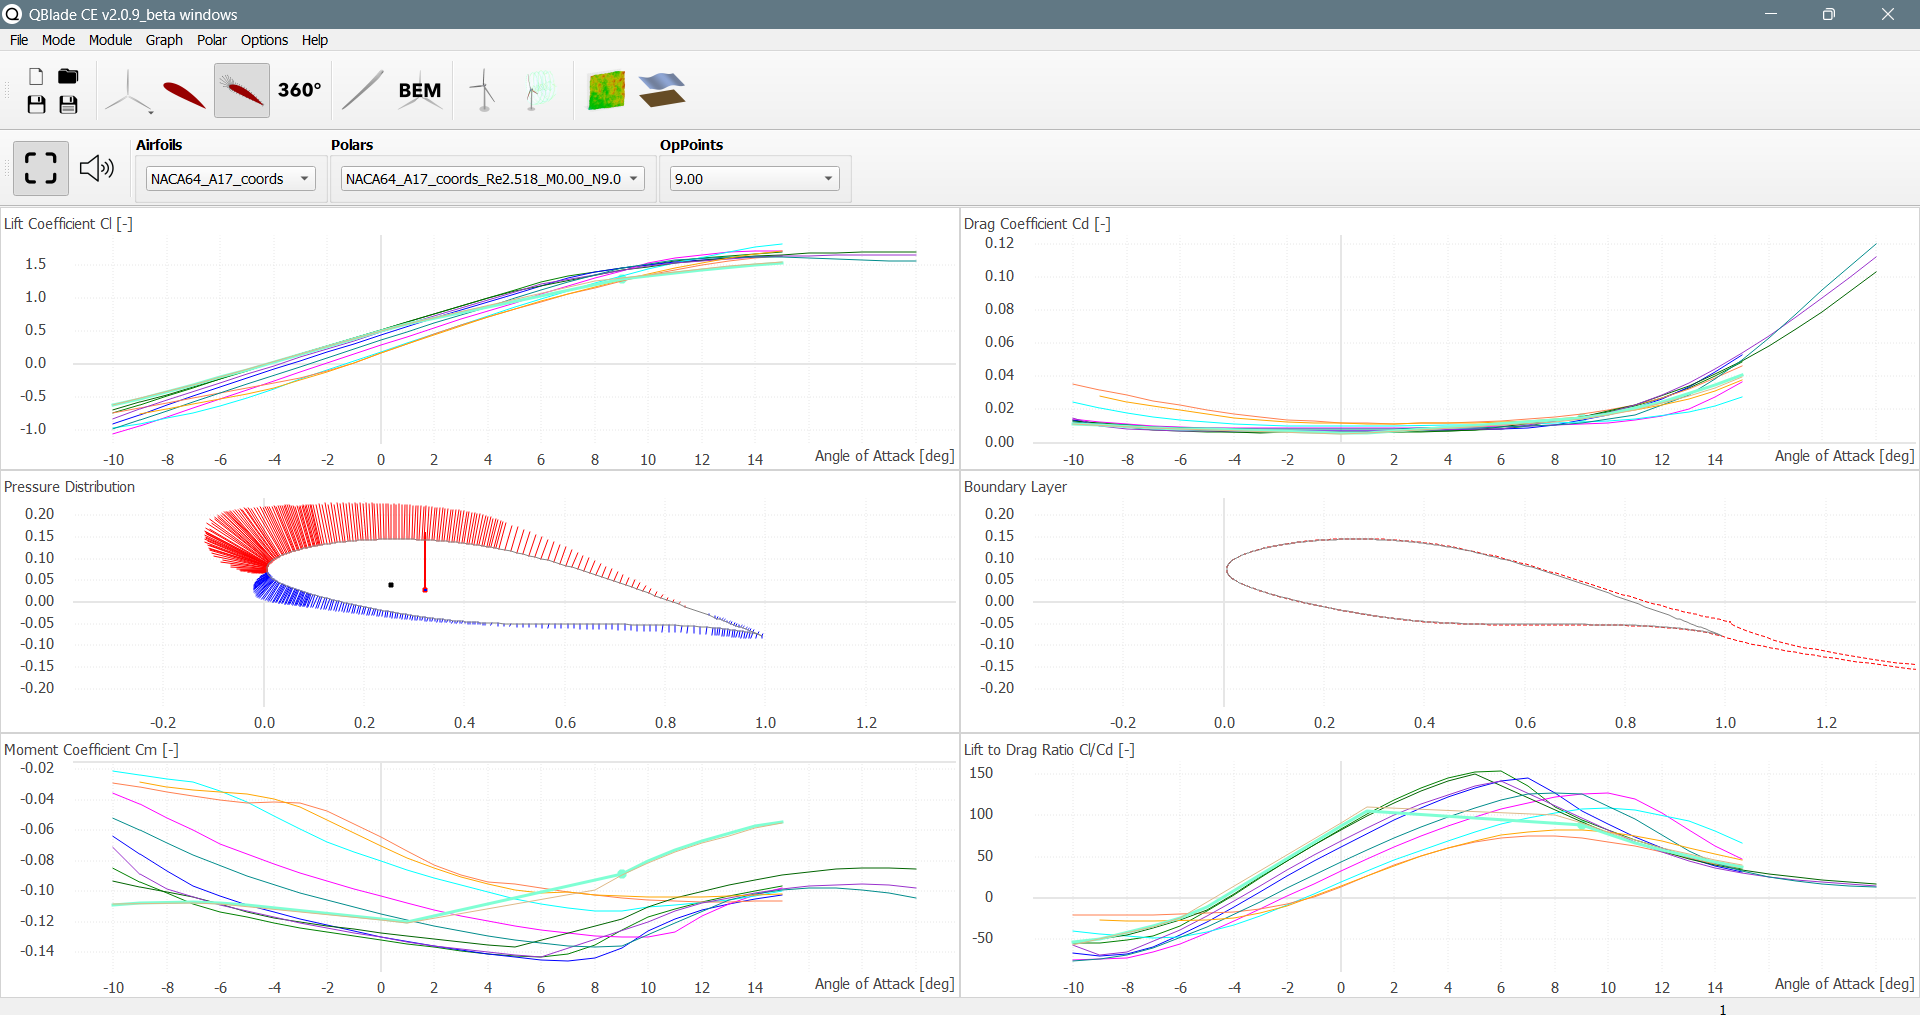 QBlade CE v2.0.9_beta windows
File Mode Module Graph Polar Options Help
360° BEM
Airfoils Polars OpPoints
NACA64_A17_coords NACA64_A17_coords_Re2.518_M0.00_N9.0 9.00
Lift Coefficient Cl [-]
1.5
1.0
0.5
0.0
-0.5
-1.0
-10 -8 -6 -4 -2 0 2 4 6 8 10 12 14 Angle of Attack [deg]
Drag Coefficient Cd [-]
0.12
0.10
0.08
0.06
0.04
0.02
0.00
-10 -8 -6 -4 -2 0 2 4 6 8 10 12 14 Angle of Attack [deg]
Pressure Distribution
0.20
0.15
0.10
0.05
0.00
-0.05
-0.10
-0.15
-0.20
-0.2 0.0 0.2 0.4 0.6 0.8 1.0 1.2
Boundary Layer
0.20
0.15
0.10
0.05
0.00
-0.05
-0.10
-0.15
-0.20
-0.2 0.0 0.2 0.4 0.6 0.8 1.0 1.2
Moment Coefficient Cm [-]
-0.02
-0.04
-0.06
-0.08
-0.10
-0.12
-0.14
-10 -8 -6 -4 -2 0 2 4 6 8 10 12 14 Angle of Attack [deg]
Lift to Drag Ratio Cl/Cd [-]
150
100
50
0
-50
-10 -8 -6 -4 -2 0 2 4 6 8 10 12 14 Angle of Attack [deg]
1